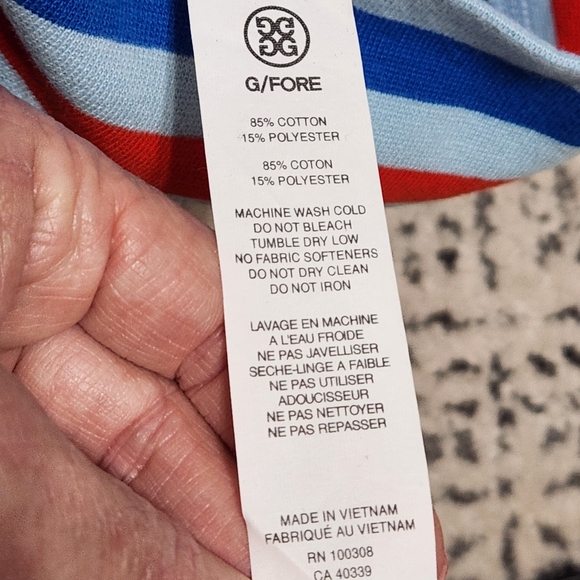 G/FORE
85% COTTON
15% POLYESTER
85% COTON
15% POLYESTER
MACHINE WASH COLD
DO NOT BLEACH
TUMBLE DRY LOW
NO FABRIC SOFTENERS
DO NOT DRY CLEAN
DO NOT IRON
LAVAGE EN MACHINE
A L'EAU FROIDE
NE PAS JAVELLISER
SECHE-LINGE A FAIBLE
NE PAS UTILISER
ADOUCISSEUR
NE PAS NETTOYER
NE PAS REPASSER
MADE IN VIETNAM
FABRIQUÉ AU VIETNAM
RN 100308
CA 40339